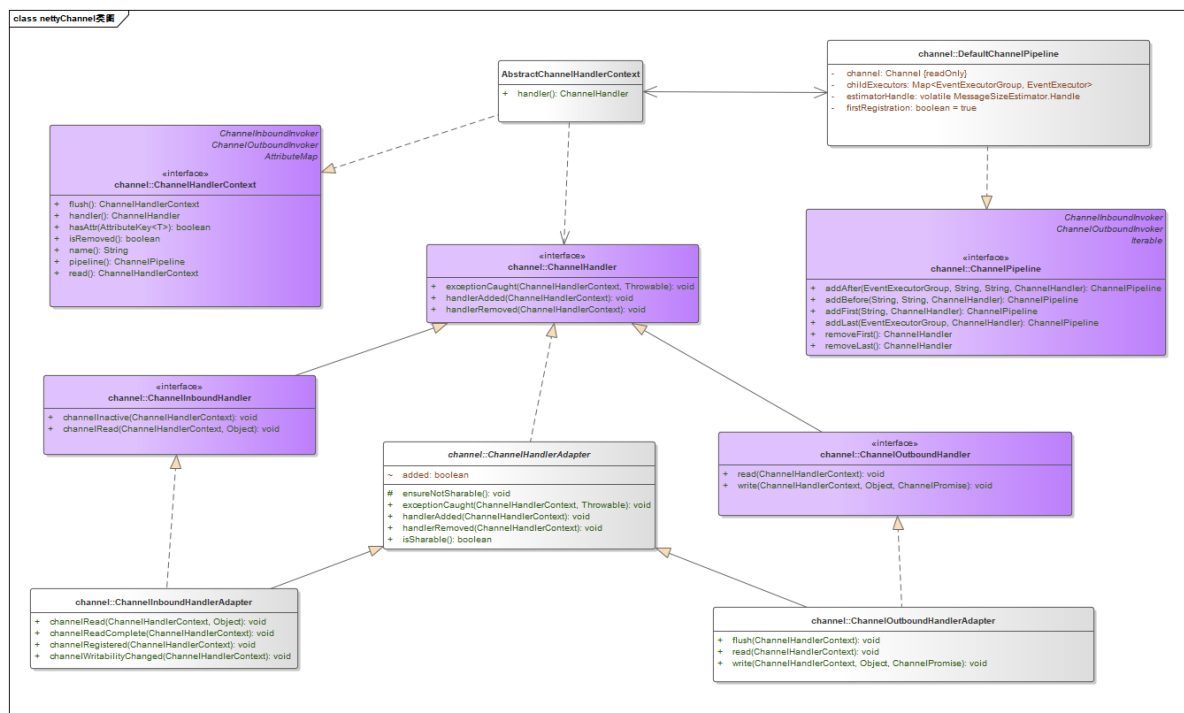 class nettyChannel类圖
channel::DefaultChannelPipeline
- channel: Channel {readOnly}
- childExecutors: Map<EventExecutorGroup, EventExecutor>
- estimatorHandle: volatile MessageSizeEstimator.Handle
- firstRegistration: boolean = true
AbstractChannelHandlerContext
+ handler(): ChannelHandler
ChannelInboundInvoker
ChannelOutboundInvoker
AttributeMap
«interface»
channel::ChannelHandlerContext
+ flush(): ChannelHandlerContext
+ handler(): ChannelHandler
+ hasAttr(AttributeKey<T>): boolean
+ isRemoved(): boolean
+ name(): String
+ pipeline(): ChannelPipeline
+ read(): ChannelHandlerContext
ChannelInboundInvoker
ChannelOutboundInvoker
Iterable
«interface»
channel::ChannelPipeline
+ addAfter(EventExecutorGroup, String, String, ChannelHandler): ChannelPipeline
+ addBefore(String, String, ChannelHandler): ChannelPipeline
+ addFirst(String, ChannelHandler): ChannelPipeline
+ addLast(EventExecutorGroup, ChannelHandler): ChannelPipeline
+ removeFirst(): ChannelHandler
+ removeLast(): ChannelHandler
«interface»
channel::ChannelHandler
+ exceptionCaught(ChannelHandlerContext, Throwable): void
+ handlerAdded(ChannelHandlerContext): void
+ handlerRemoved(ChannelHandlerContext): void
«interface»
channel::ChannelInboundHandler
+ channelInactive(ChannelHandlerContext): void
+ channelRead(ChannelHandlerContext, Object): void
channel::ChannelHandlerAdapter
~ added: boolean
# ensureNotSharable(): void
+ exceptionCaught(ChannelHandlerContext, Throwable): void
+ handlerAdded(ChannelHandlerContext): void
+ handlerRemoved(ChannelHandlerContext): void
+ isSharable(): boolean
«interface»
channel::ChannelOutboundHandler
+ read(ChannelHandlerContext): void
+ write(ChannelHandlerContext, Object, ChannelPromise): void
channel::ChannelInboundHandlerAdapter
+ channelRead(ChannelHandlerContext, Object): void
+ channelReadComplete(ChannelHandlerContext): void
+ channelRegistered(ChannelHandlerContext): void
+ channelWritabilityChanged(ChannelHandlerContext): void
channel::ChannelOutboundHandlerAdapter
+ flush(ChannelHandlerContext): void
+ read(ChannelHandlerContext): void
+ write(ChannelHandlerContext, Object, ChannelPromise): void